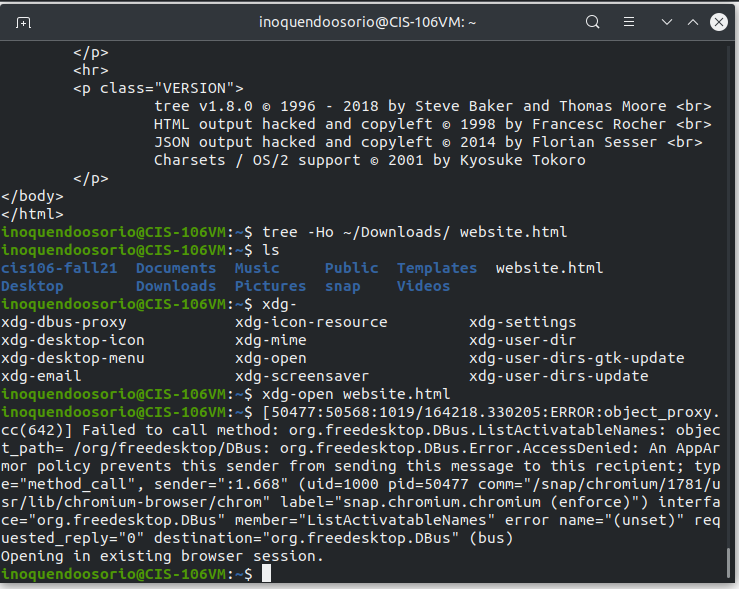 inoquendoosorio@CIS-106VM: ~
        </p>
        <hr>
        <p class="VERSION">
                 tree v1.8.0 © 1996 - 2018 by Steve Baker and Thomas Moore <br>
                 HTML output hacked and copyleft © 1998 by Francesc Rocher <br>
                 JSON output hacked and copyleft © 2014 by Florian Sesser <br>
                 Charsets / OS/2 support © 2001 by Kyosuke Tokoro
        </p>
</body>
</html>
inoquendoosorio@CIS-106VM:~$ tree -Ho ~/Downloads/ website.html
inoquendoosorio@CIS-106VM:~$ ls
cis106-fall21  Documents  Music     Public  Templates  website.html
Desktop        Downloads  Pictures  snap    Videos
inoquendoosorio@CIS-106VM:~$ xdg-
xdg-dbus-proxy            xdg-icon-resource         xdg-settings
xdg-desktop-icon          xdg-mime                  xdg-user-dir
xdg-desktop-menu          xdg-open                  xdg-user-dirs-gtk-update
xdg-email                 xdg-screensaver           xdg-user-dirs-update
inoquendoosorio@CIS-106VM:~$ xdg-open website.html
inoquendoosorio@CIS-106VM:~$ [50477:50568:1019/164218.330205:ERROR:object_proxy.
cc(642)] Failed to call method: org.freedesktop.DBus.ListActivatableNames: objec
t_path= /org/freedesktop/DBus: org.freedesktop.DBus.Error.AccessDenied: An AppAr
mor policy prevents this sender from sending this message to this recipient; typ
e="method_call", sender=":1.668" (uid=1000 pid=50477 comm="/snap/chromium/1781/u
sr/lib/chromium-browser/chrom" label="snap.chromium.chromium (enforce)") interfa
ce="org.freedesktop.DBus" member="ListActivatableNames" error name="(unset)" req
uested_reply="0" destination="org.freedesktop.DBus" (bus)
Opening in existing browser session.
inoquendoosorio@CIS-106VM:~$